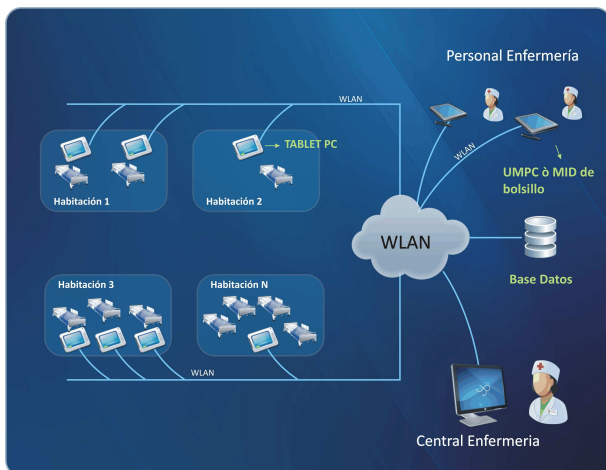 Personal Enfermería
WLAN
TABLET PC
Habitación 1
Habitación 2
WLAN
UMPC ò MID de
bolsillo
WLAN
Base Datos
Habitación 3
Habitación N
WLAN
Central Enfermeria